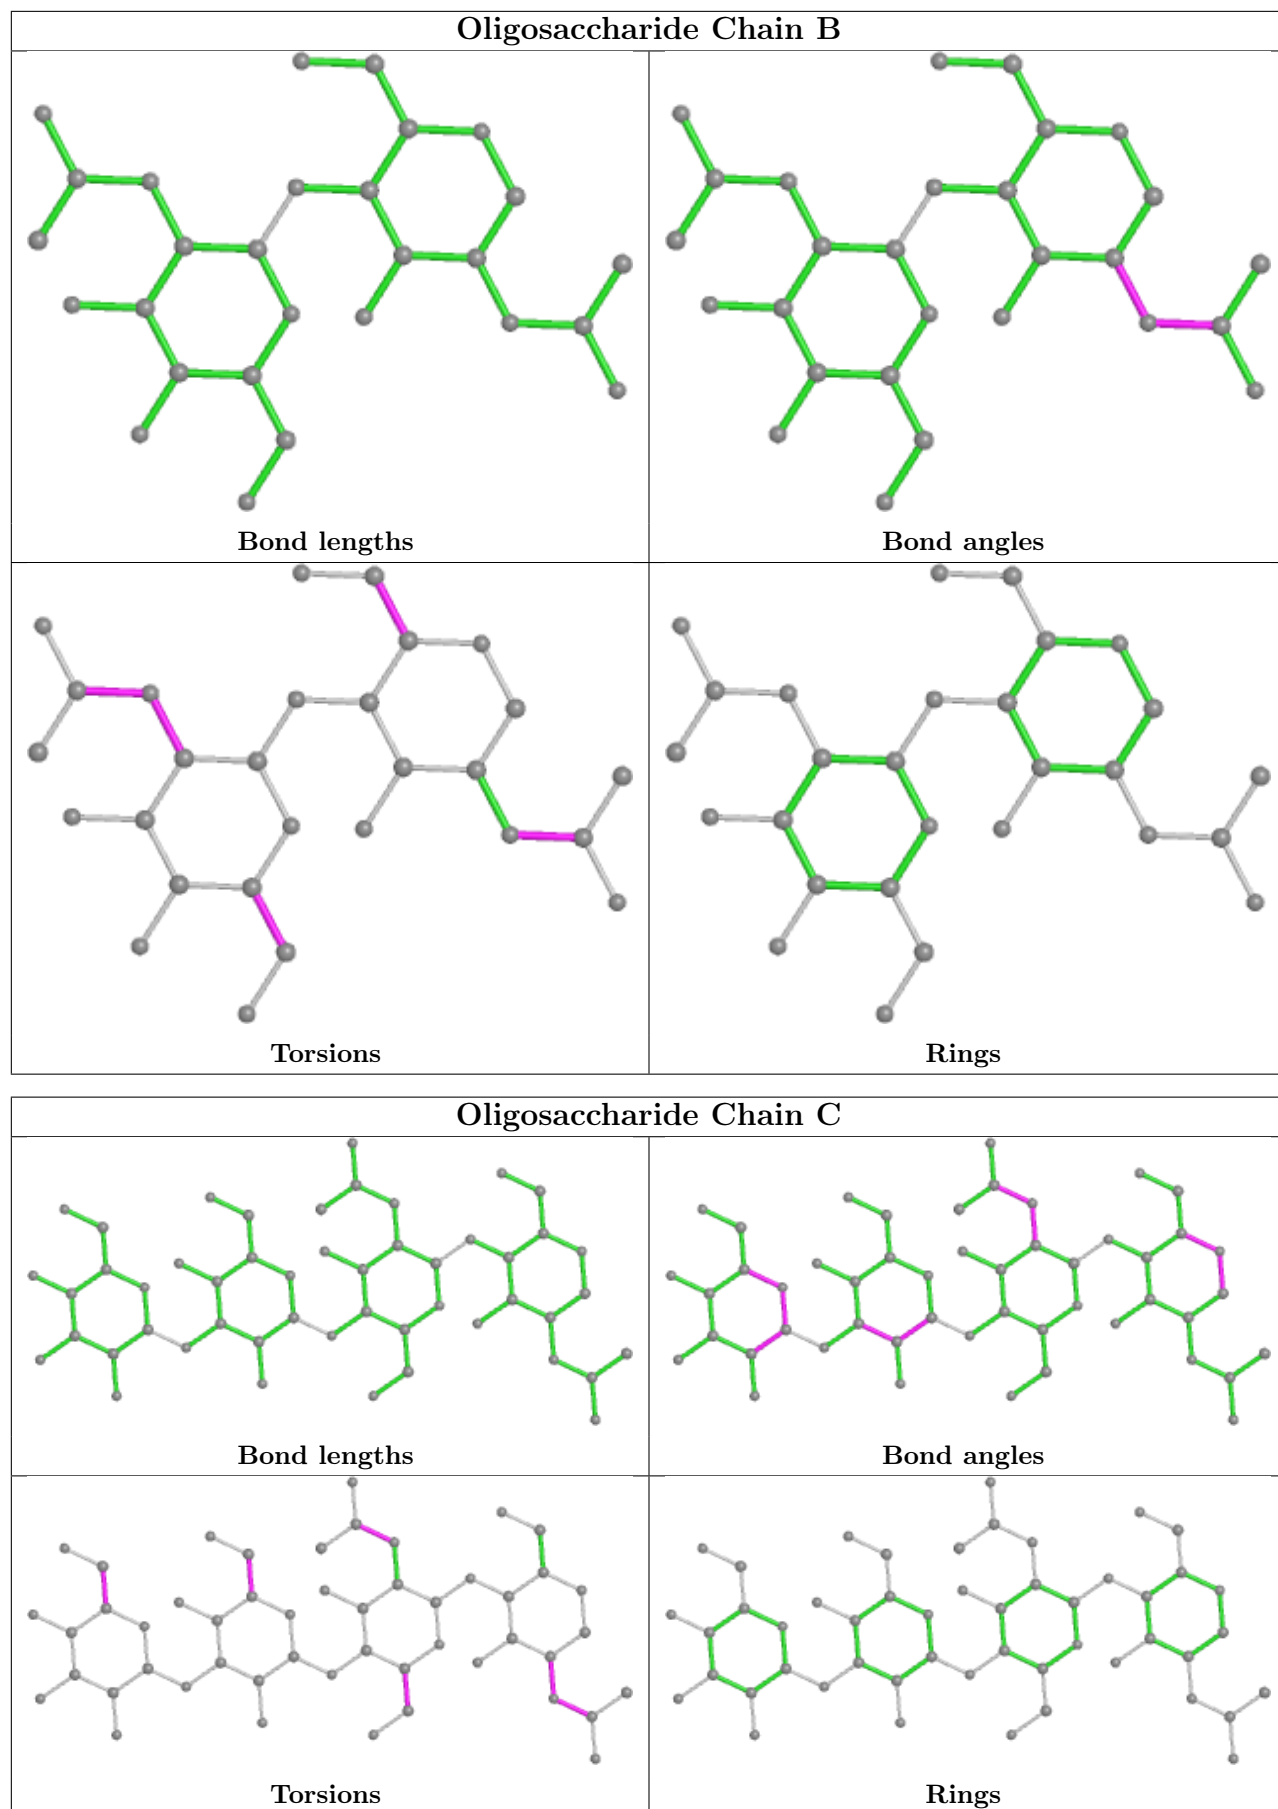 Oligosaccharide Chain B
Bond lengths
Bond angles
Torsions
Rings
Oligosaccharide Chain C
Bond lengths
Bond angles
Torsions
Rings